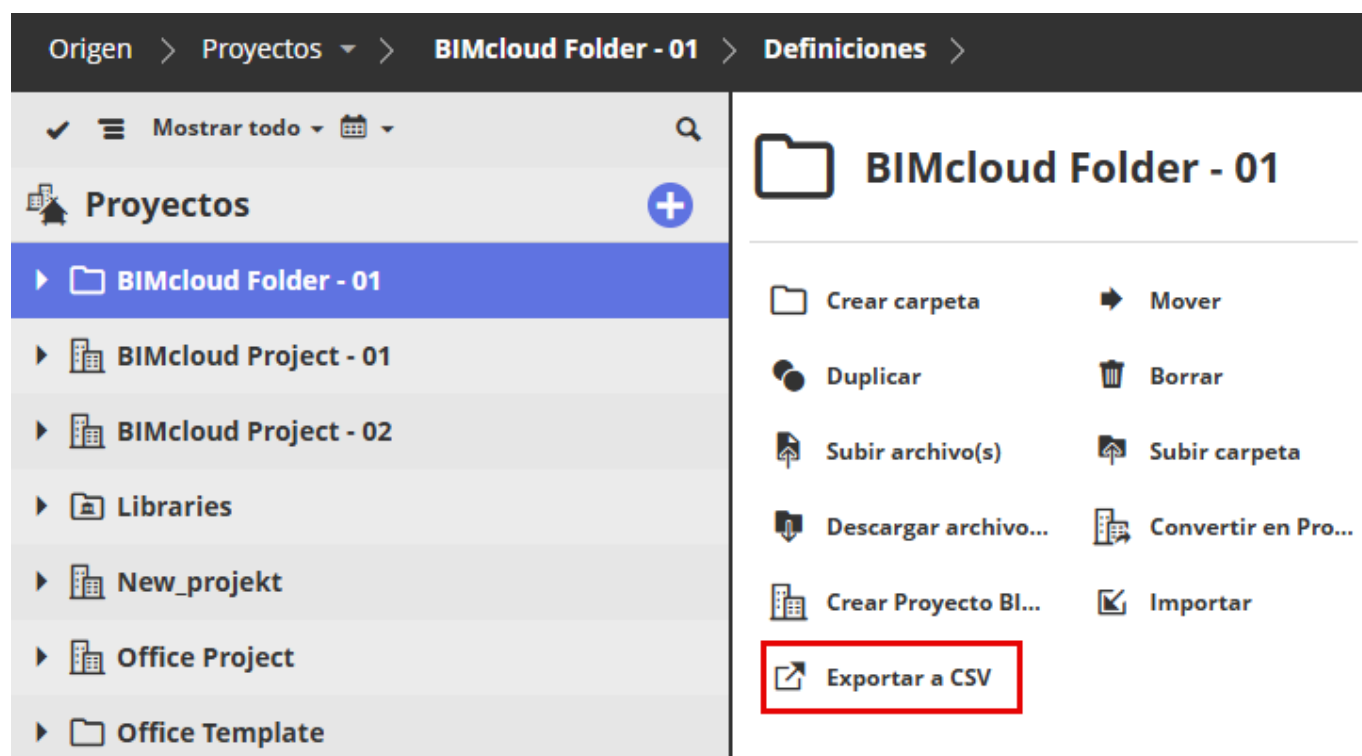 Origen > Proyectos > BIMcloud Folder - 01 > Definiciones >
Mostrar todo
Proyectos
BIMcloud Folder - 01
BIMcloud Project - 01
BIMcloud Project - 02
Libraries
New_projekt
Office Project
Office Template
BIMcloud Folder - 01
Crear carpeta
Mover
Duplicar
Borrar
Subir archivo(s)
Subir carpeta
Descargar archivo...
Convertir en Pro...
Crear Proyecto BI...
Importar
Exportar a CSV